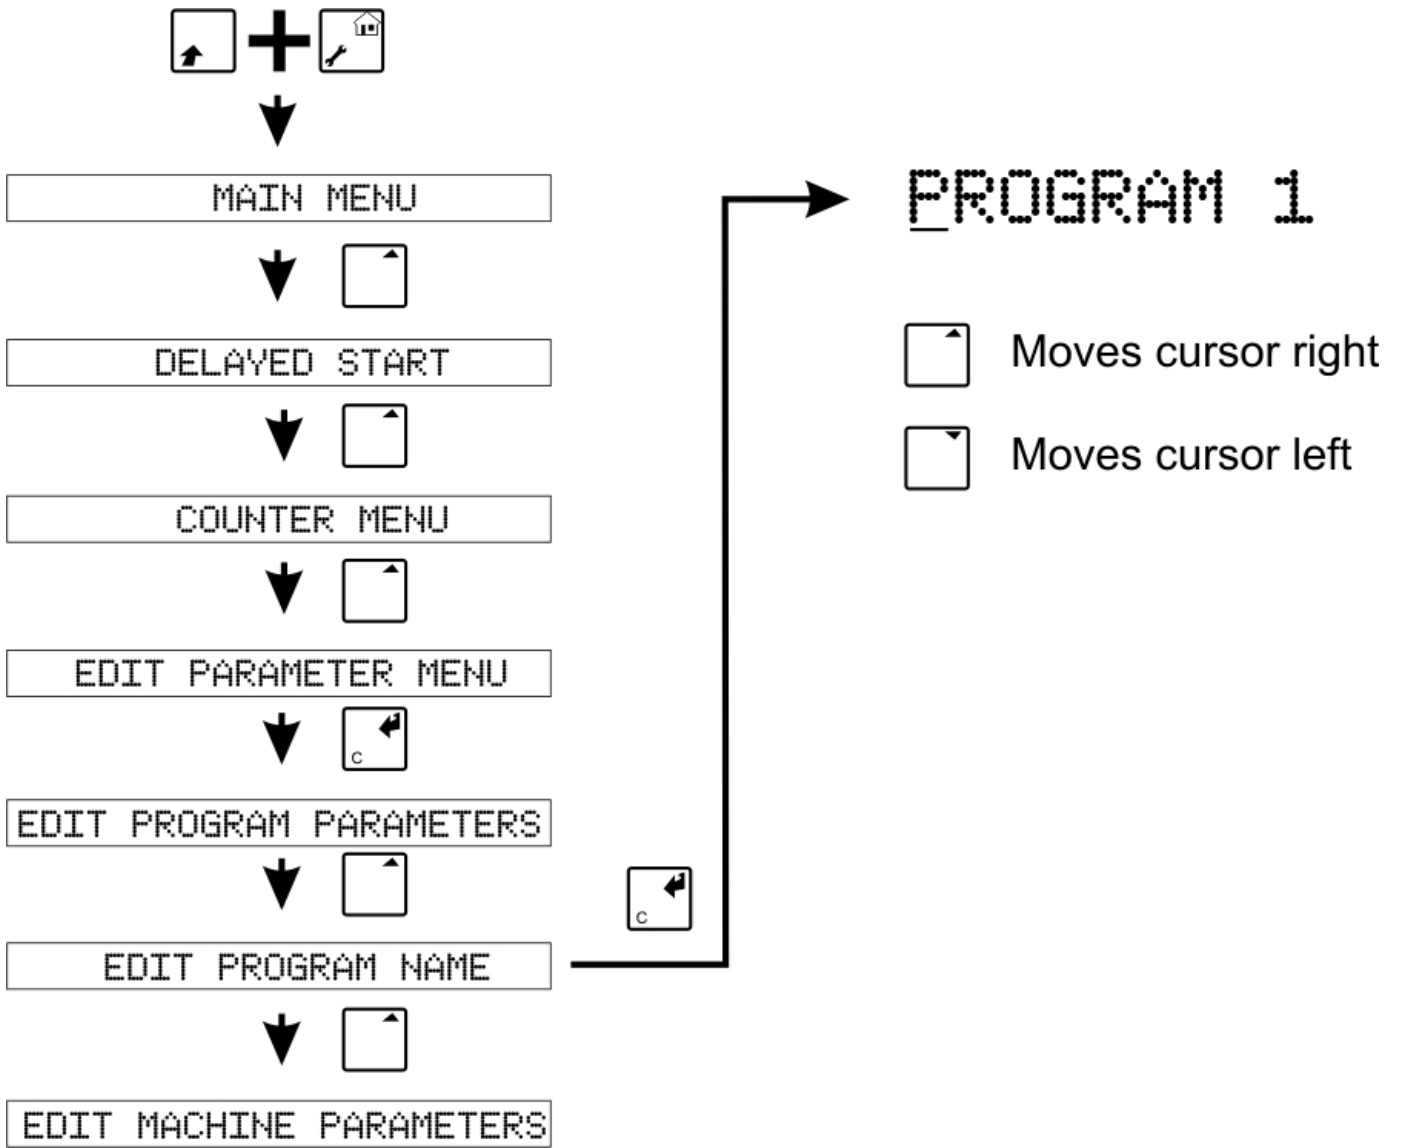 MAIN MENU
DELAYED START
COUNTER MENU
EDIT PARAMETER MENU
C
EDIT PROGRAM PARAMETERS
C
EDIT PROGRAM NAME
EDIT MACHINE PARAMETERS
PROGRAM 1
Moves cursor right
Moves cursor left